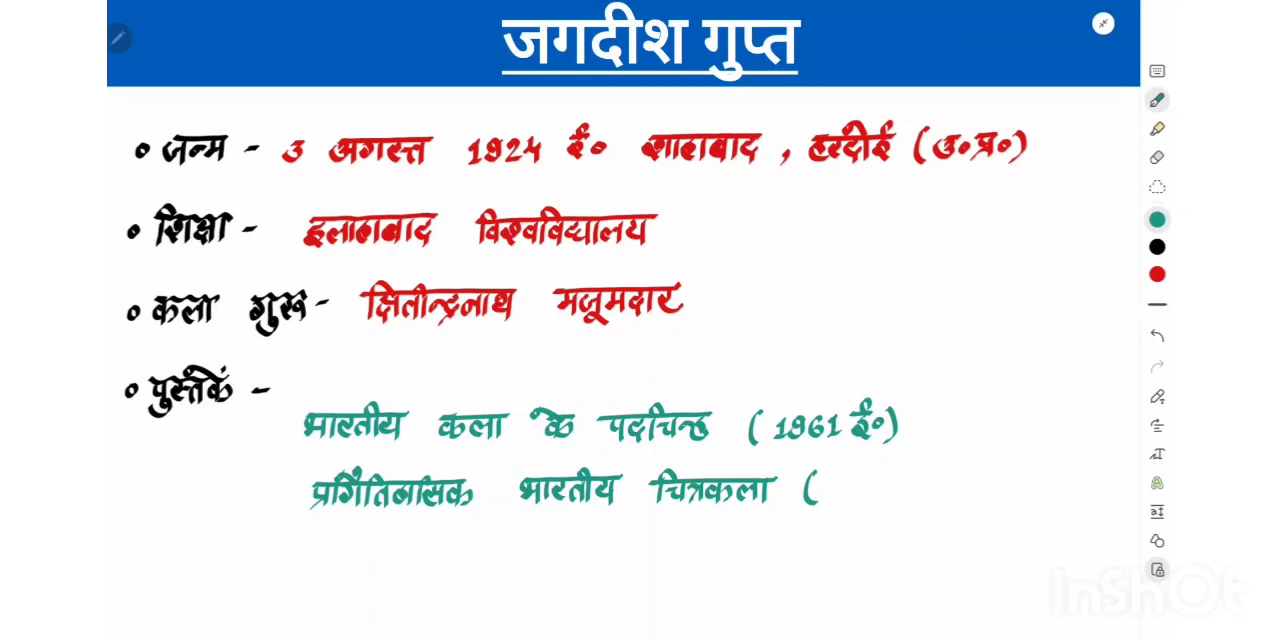 जगदीश गुप्त
• जन्म - 3 अगस्त 1924 ई० शाहाबाद , हरदोई (उ०प्र०)
• शिक्षा - इलाहाबाद विश्वविद्यालय
• कला गुरू - क्षितीन्द्रनाथ मजूमदार
• पुस्तकें -
भारतीय कला के पदचिन्ह (1961 ई०)
प्रागैतिहासिक भारतीय चित्रकला (
InShot